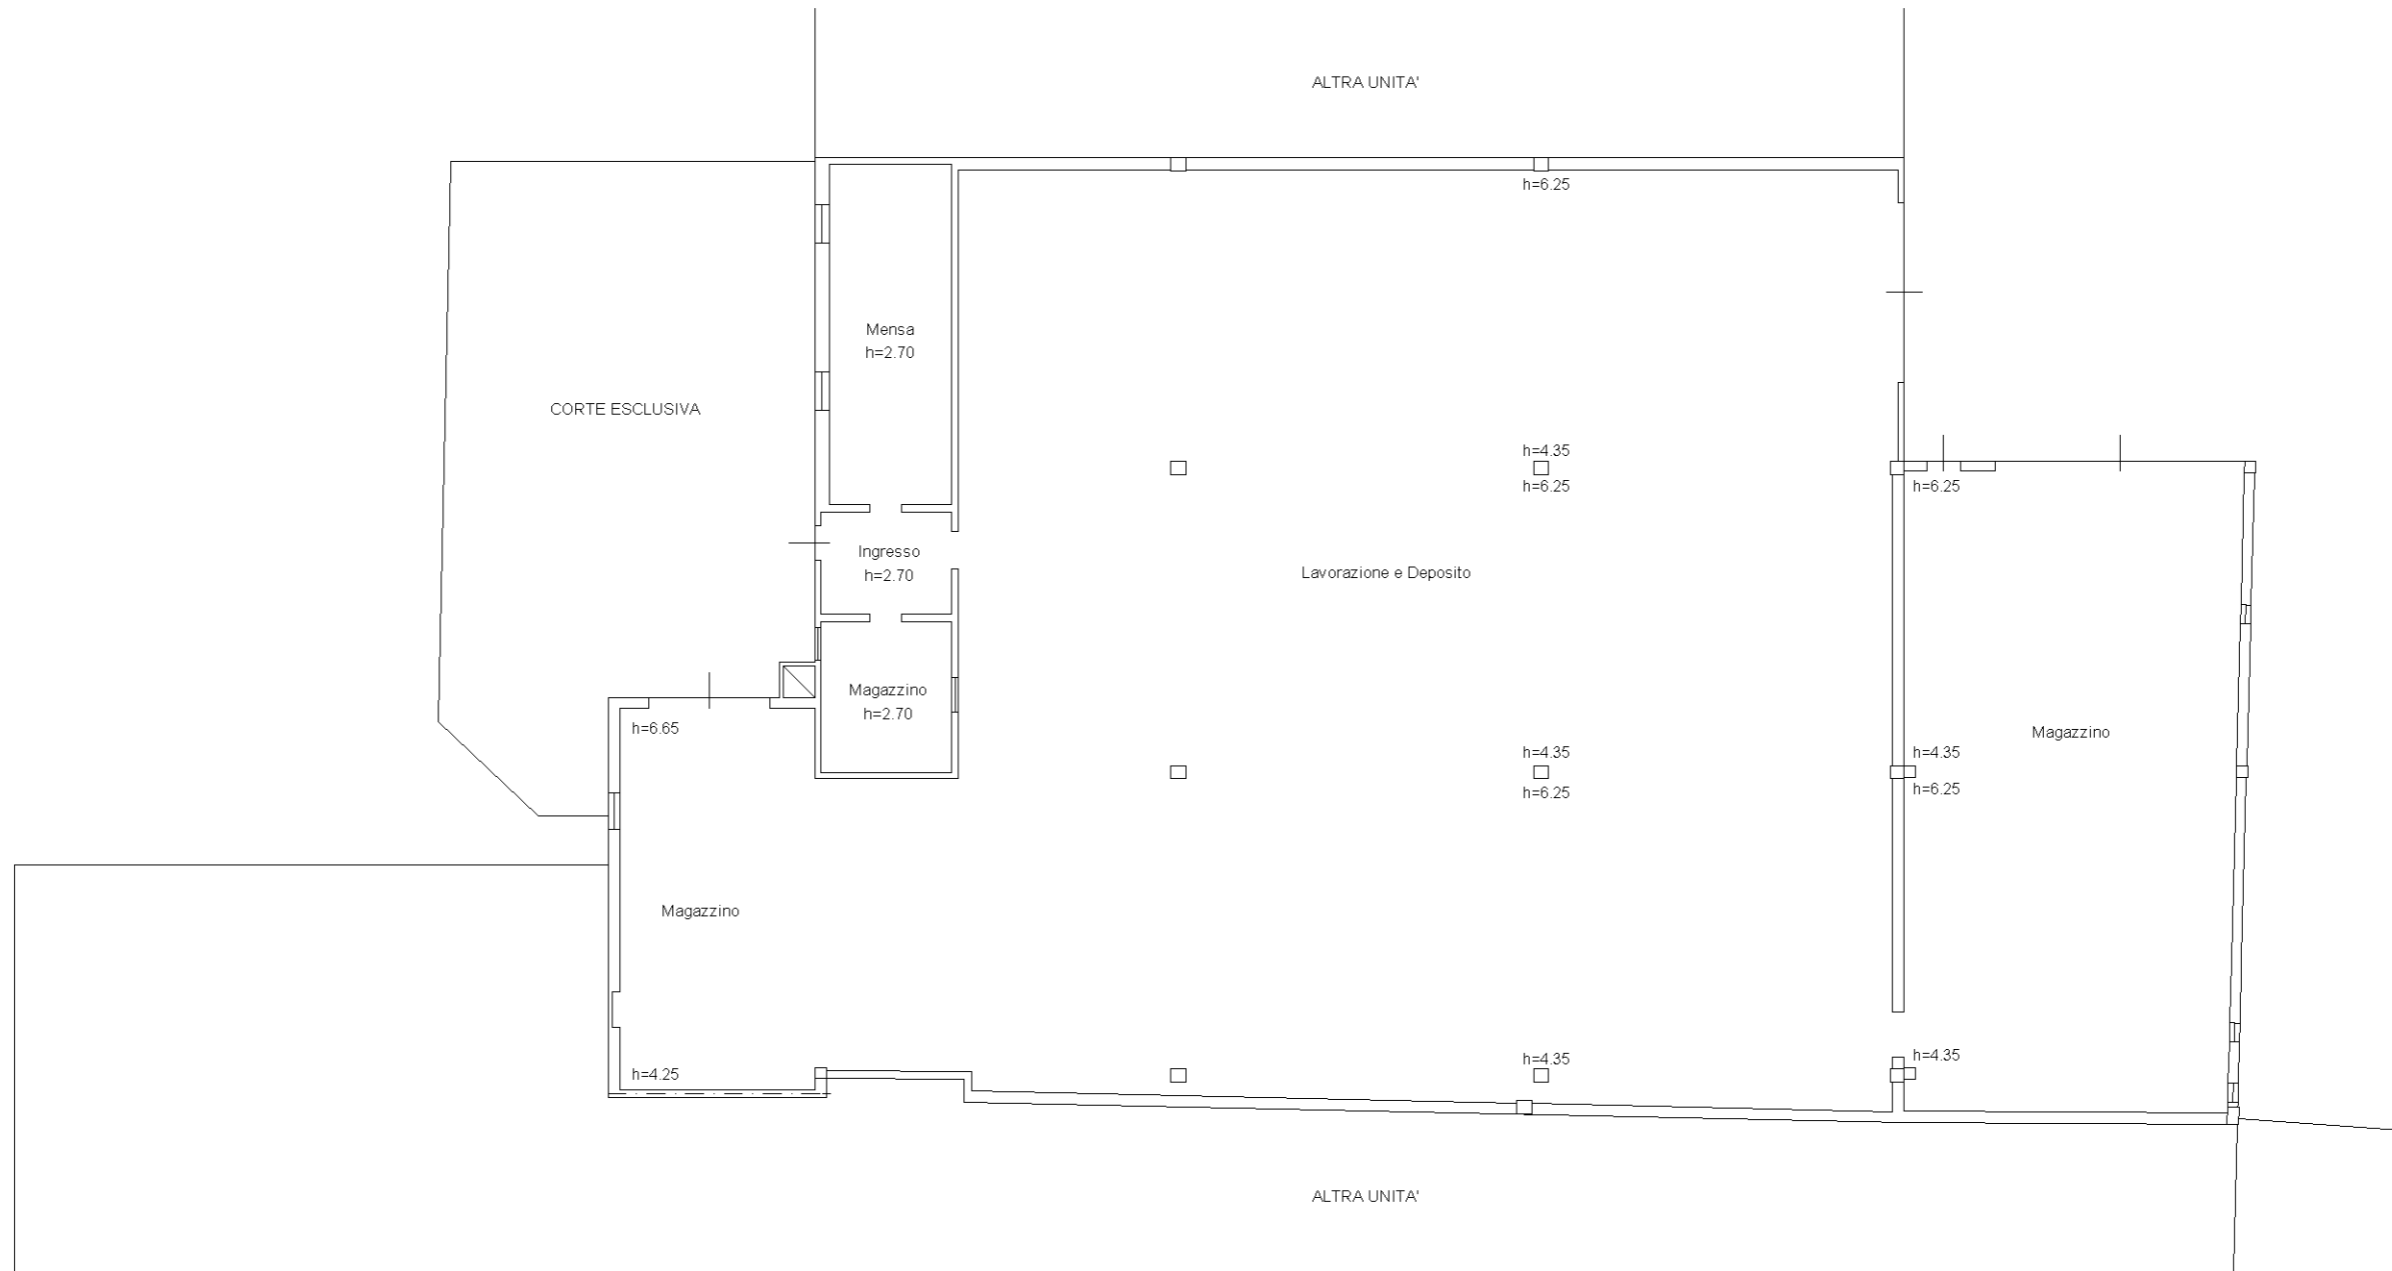 ALTRA UNITA'
h=6.25
Mensa
h=2.70
CORTE ESCLUSIVA
h=4.35
h=6.25
h=6.25
Ingresso
h=2.70
Lavorazione e Deposito
Magazzino
h=2.70
h=6.65
Magazzino
h=4.35
h=6.25
h=4.35
h=6.25
Magazzino
h=4.25
h=4.35
h=4.35
ALTRA UNITA'